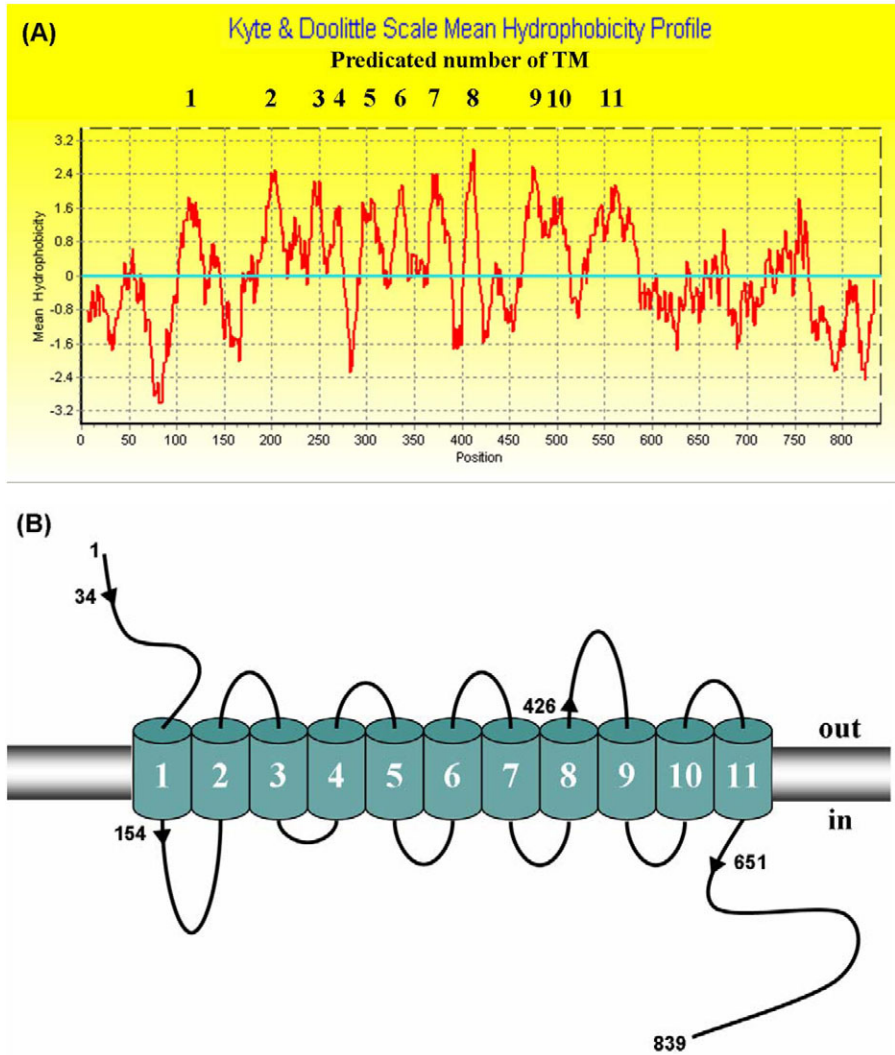 (A)
Kyte & Doolittle Scale Mean Hydrophobicity Profile
Predicated number of TM
1 2 3 4 5 6 7 8 9 10 11
3.2
2.4
1.6
0.8
0
-0.8
-1.6
-2.4
-3.2
Mean Hydrophobicity
0 50 100 150 200 250 300 350 400 450 500 550 600 650 700 750 800
Position
(B)
1
34
426
out
1 2 3 4 5 6 7 8 9 10 11
in
154
651
839